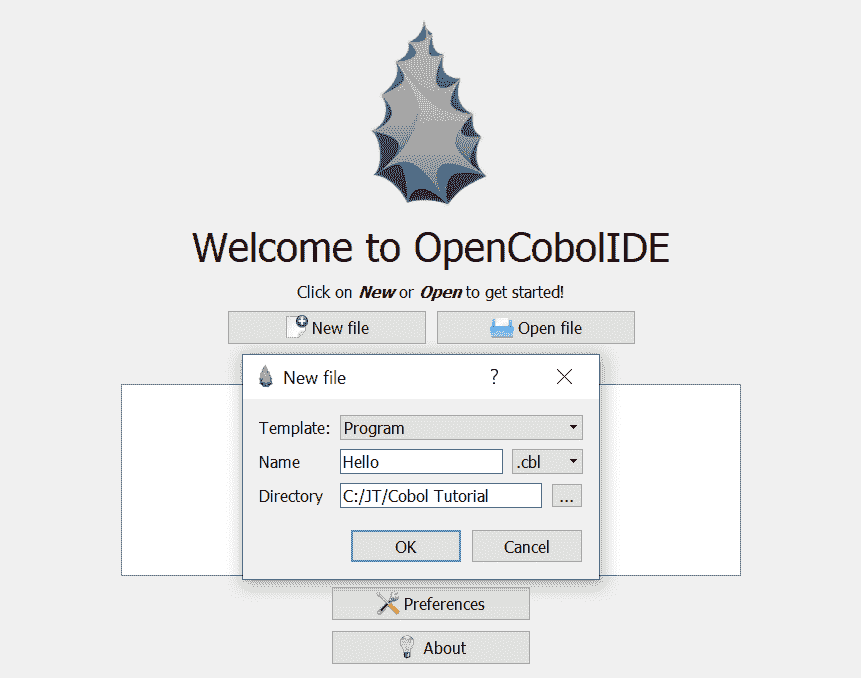 Welcome to OpenCobolIDE
Click on New or Open to get started!
New file
Open file
New file ?
Template: Program
Name Hello .cbl
Directory C:/JT/Cobol Tutorial ...
OK Cancel
Preferences
About